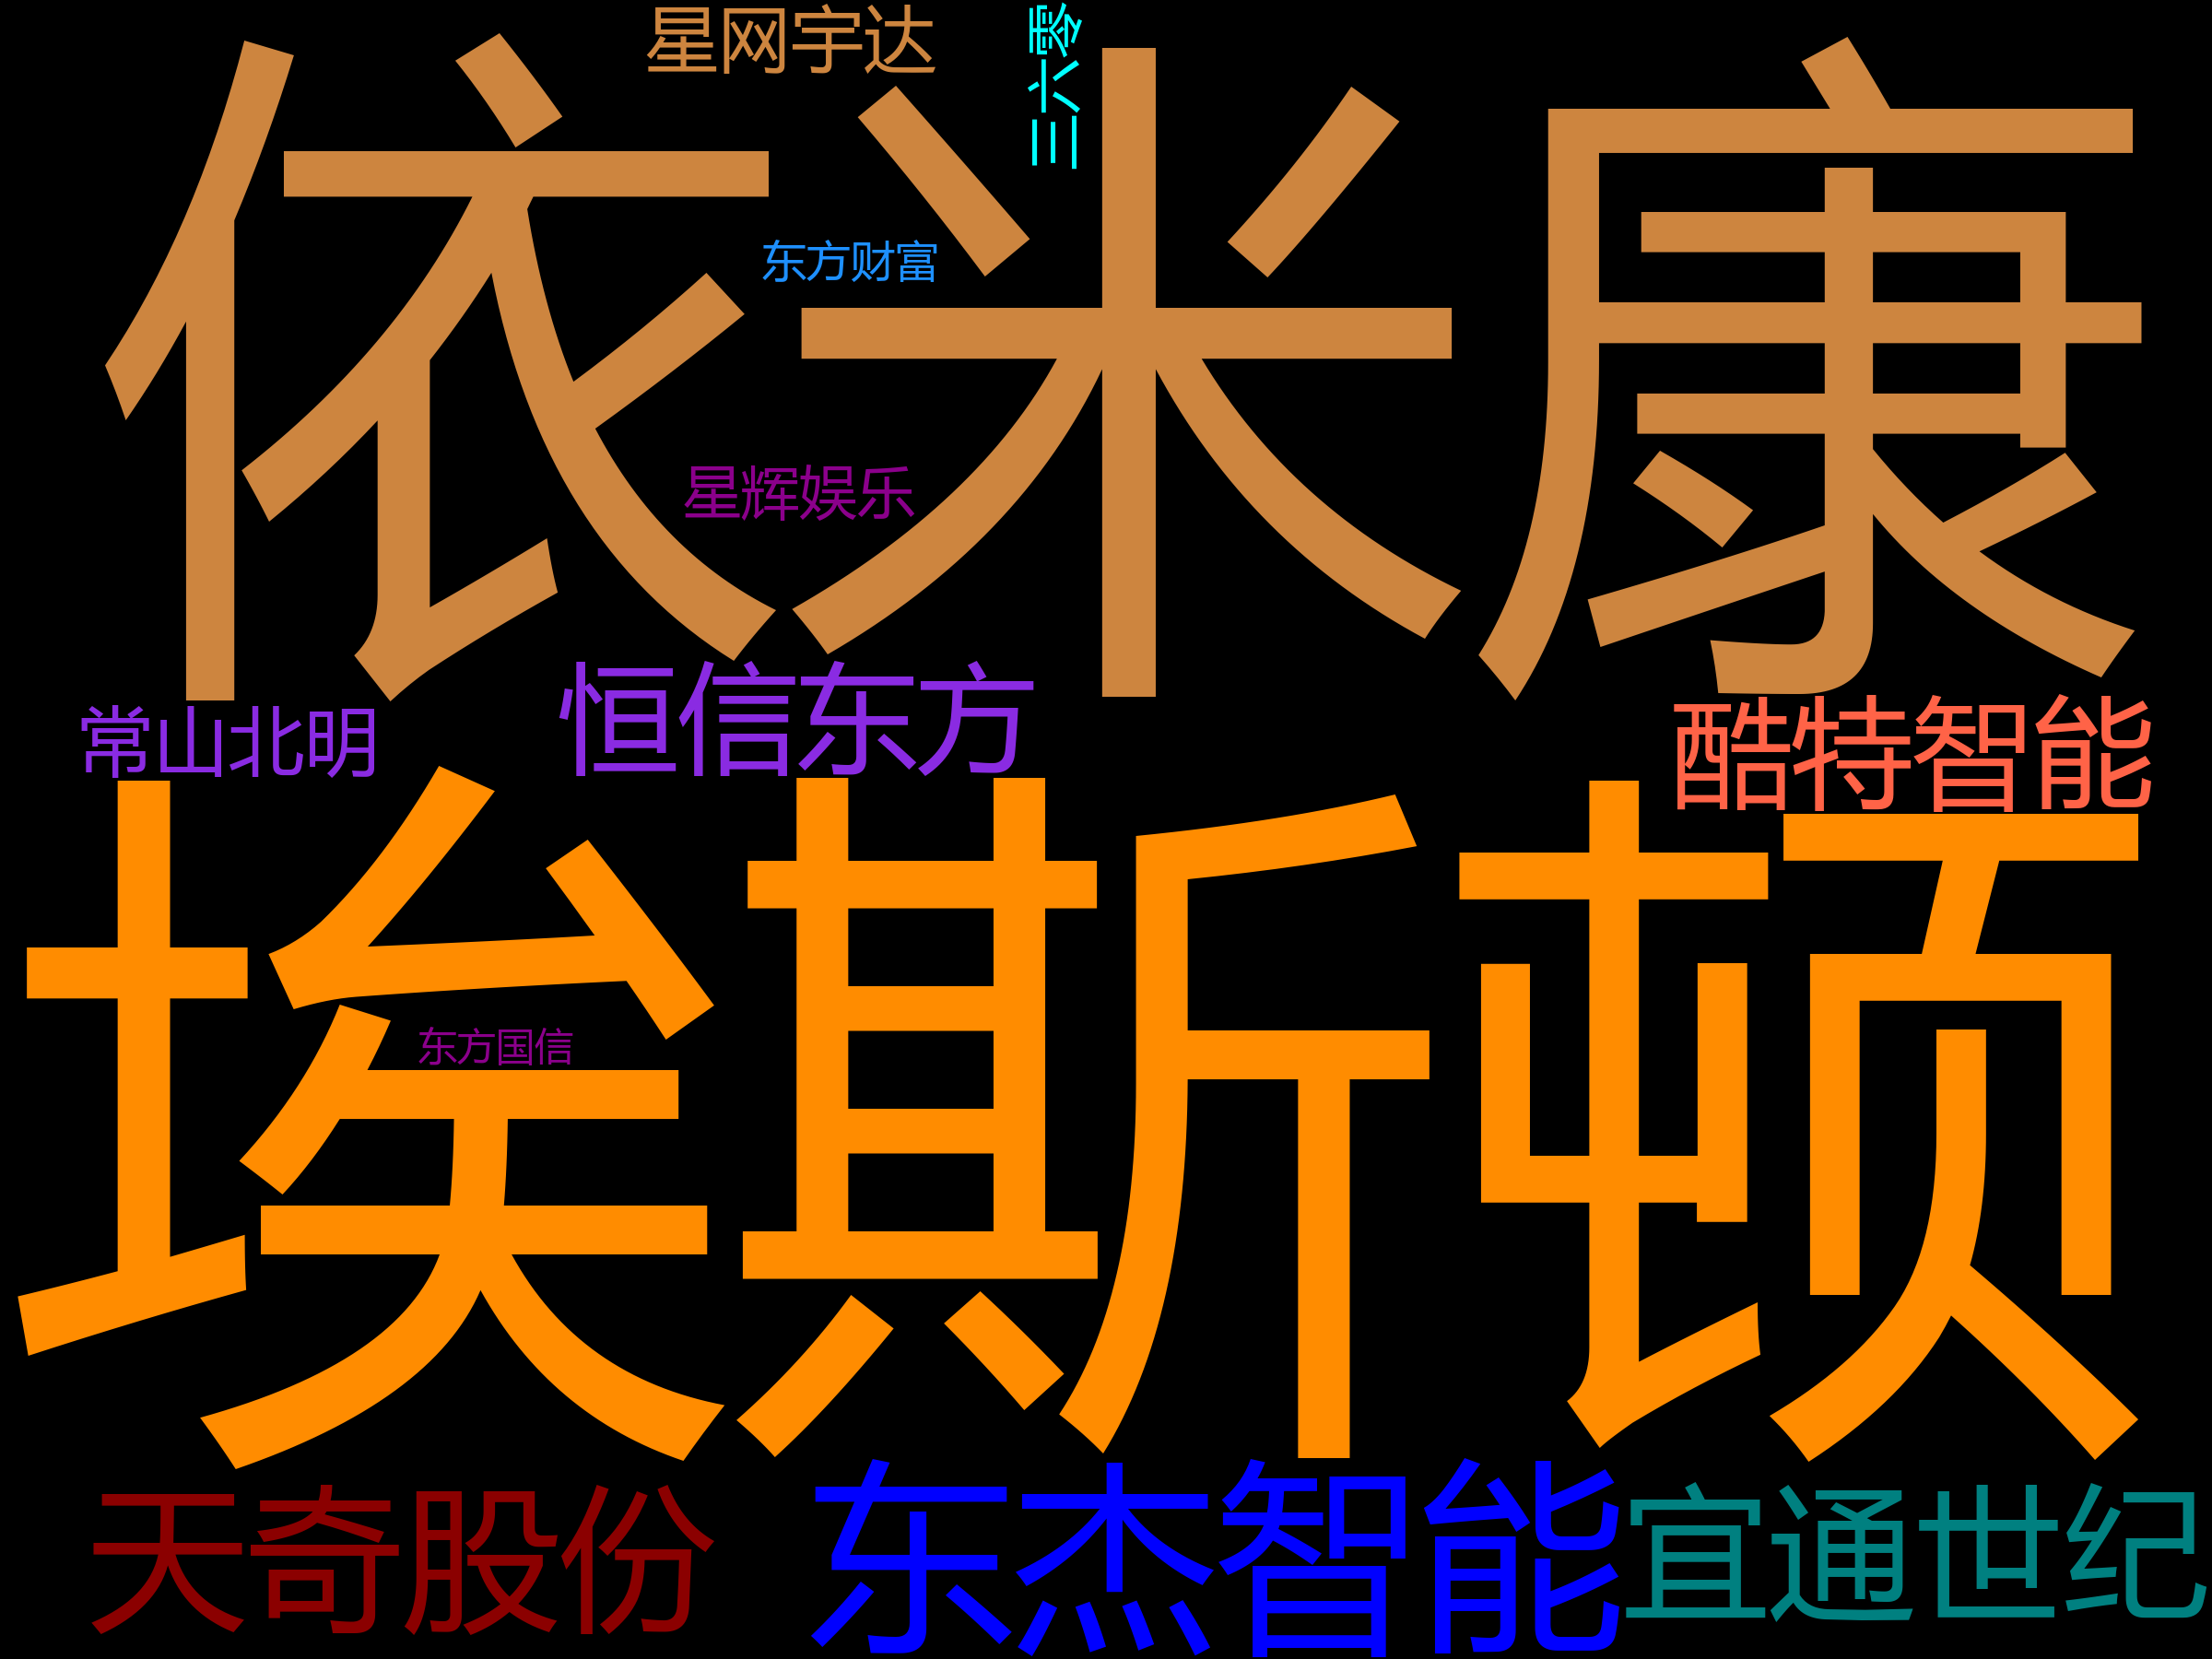 星网宇达
三六零
依米康
东方财富
星辉娱乐
恒信东方
常山北明
酷特智能
埃斯顿
东方国信
天奇股份
东杰智能
宜通世纪